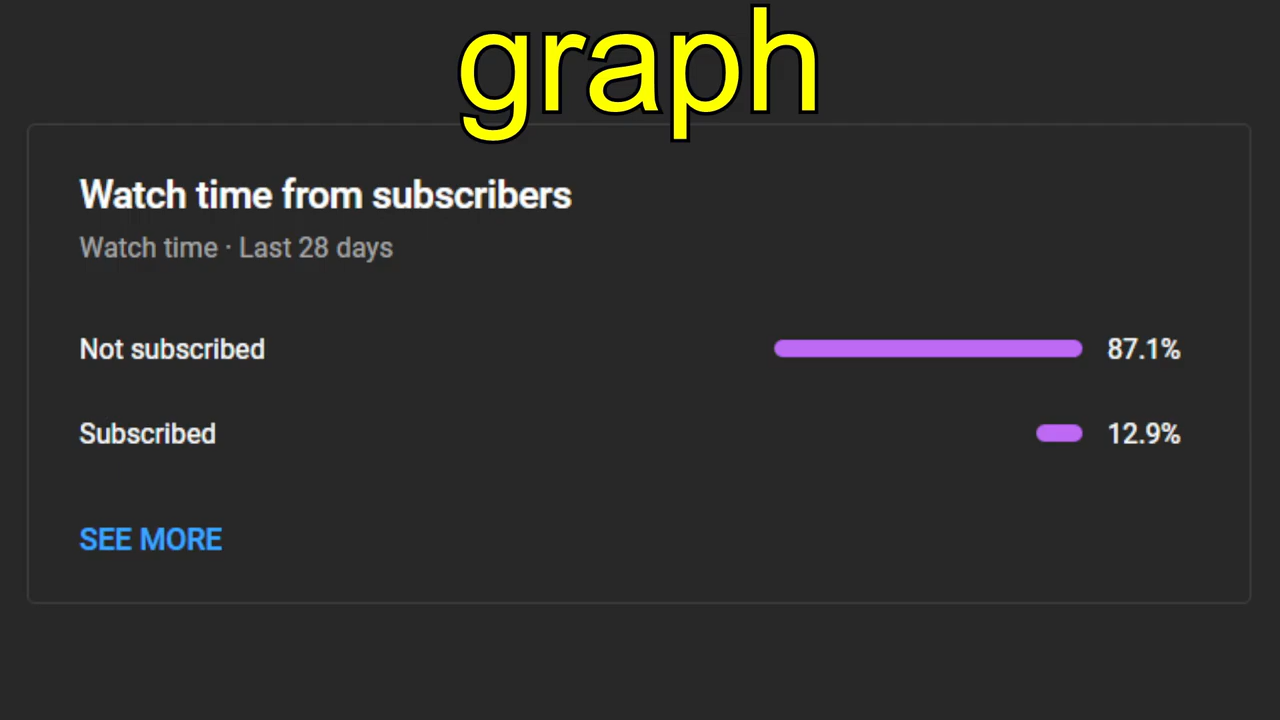 graph
Watch time from subscribers
Watch time · Last 28 days
Not subscribed 87.1%
Subscribed 12.9%
SEE MORE